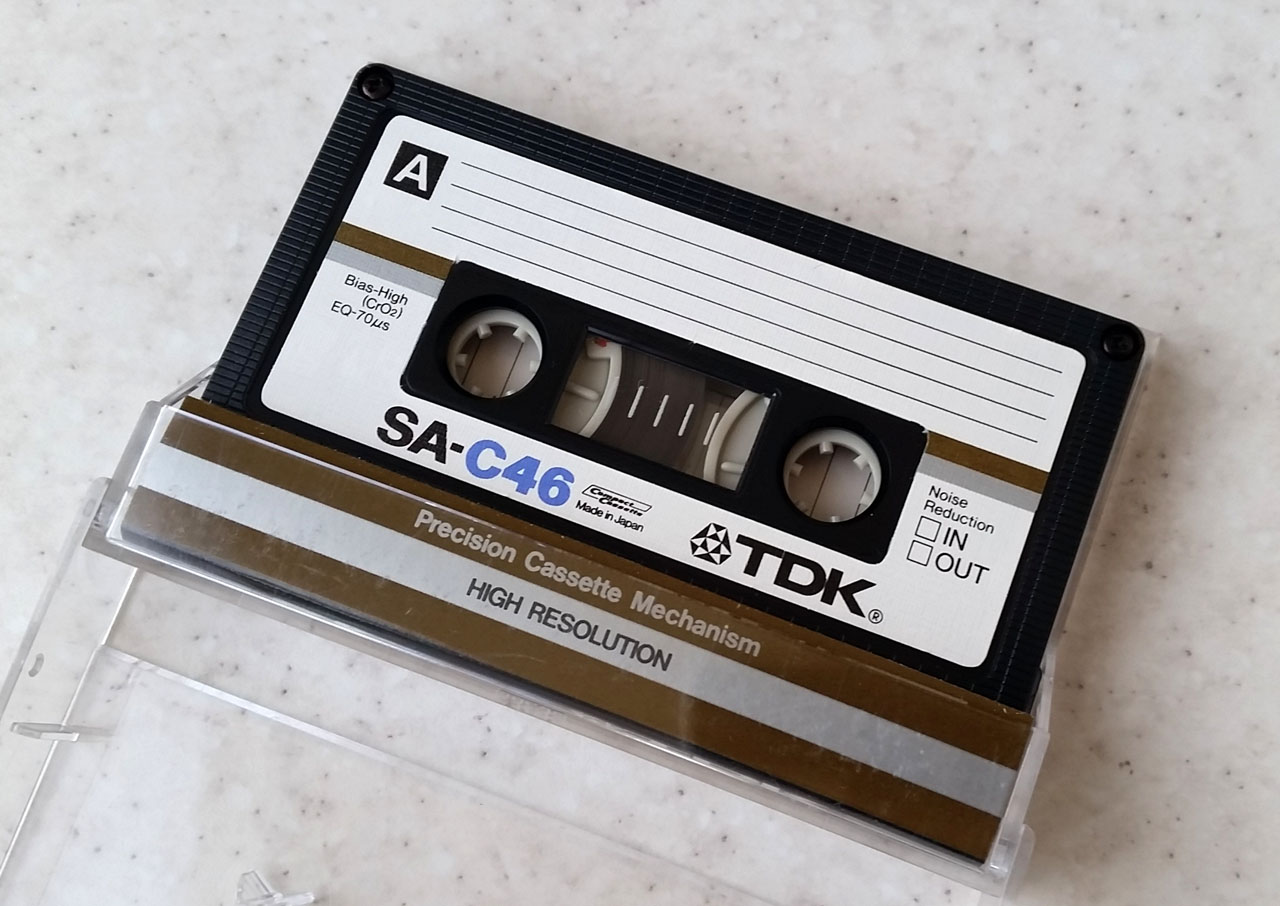 A
Bias-High
(CrO2)
EQ-70μs
SA-C46
Compact
Cassette
Made in Japan
TDK®
Noise
Reduction
IN
OUT
Precision Cassette Mechanism
HIGH RESOLUTION